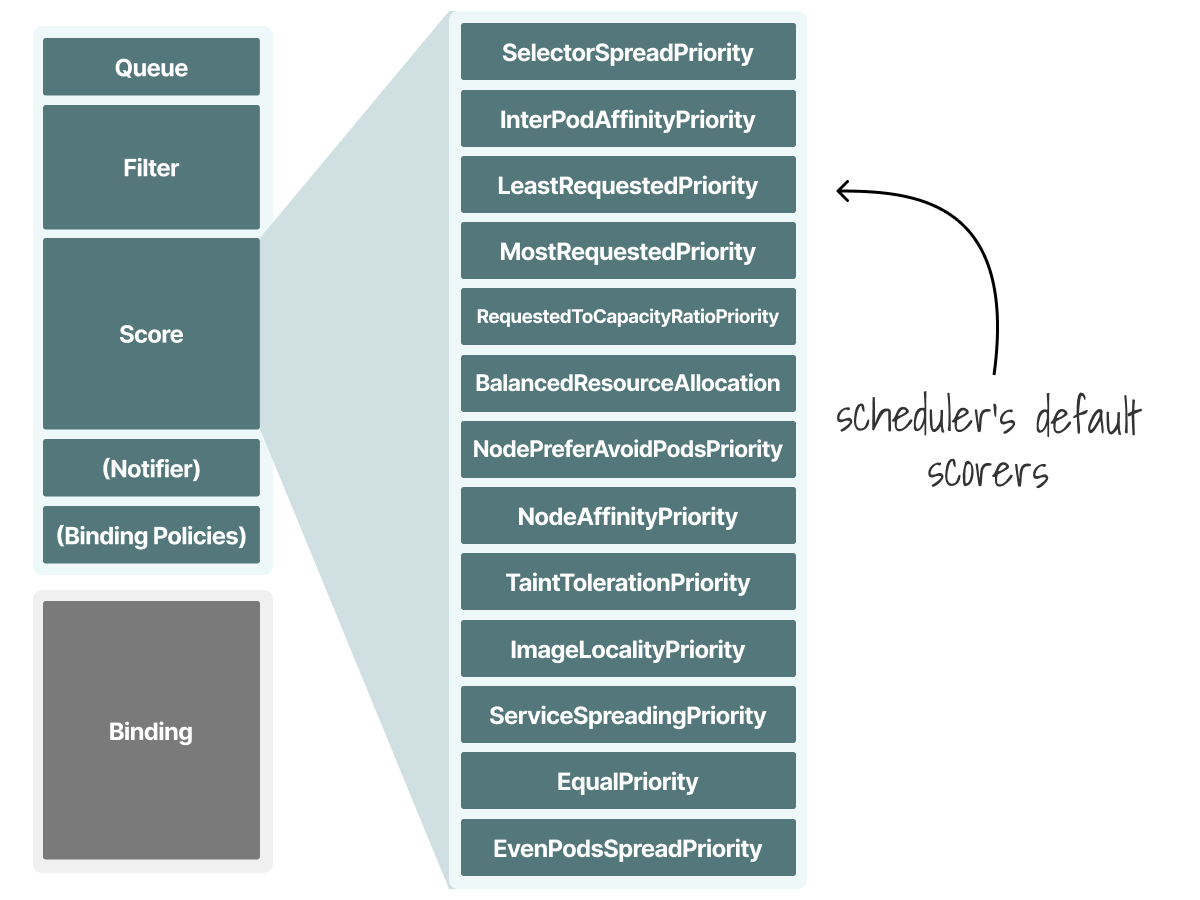 Queue
Filter
Score
(Notifier)
(Binding Policies)
Binding
SelectorSpreadPriority
InterPodAffinityPriority
LeastRequestedPriority
MostRequestedPriority
RequestedToCapacityRatioPriority
BalancedResourceAllocation
NodePreferAvoidPodsPriority
NodeAffinityPriority
TaintTolerationPriority
ImageLocalityPriority
ServiceSpreadingPriority
EqualPriority
EvenPodsSpreadPriority
scheduler's default
scorers